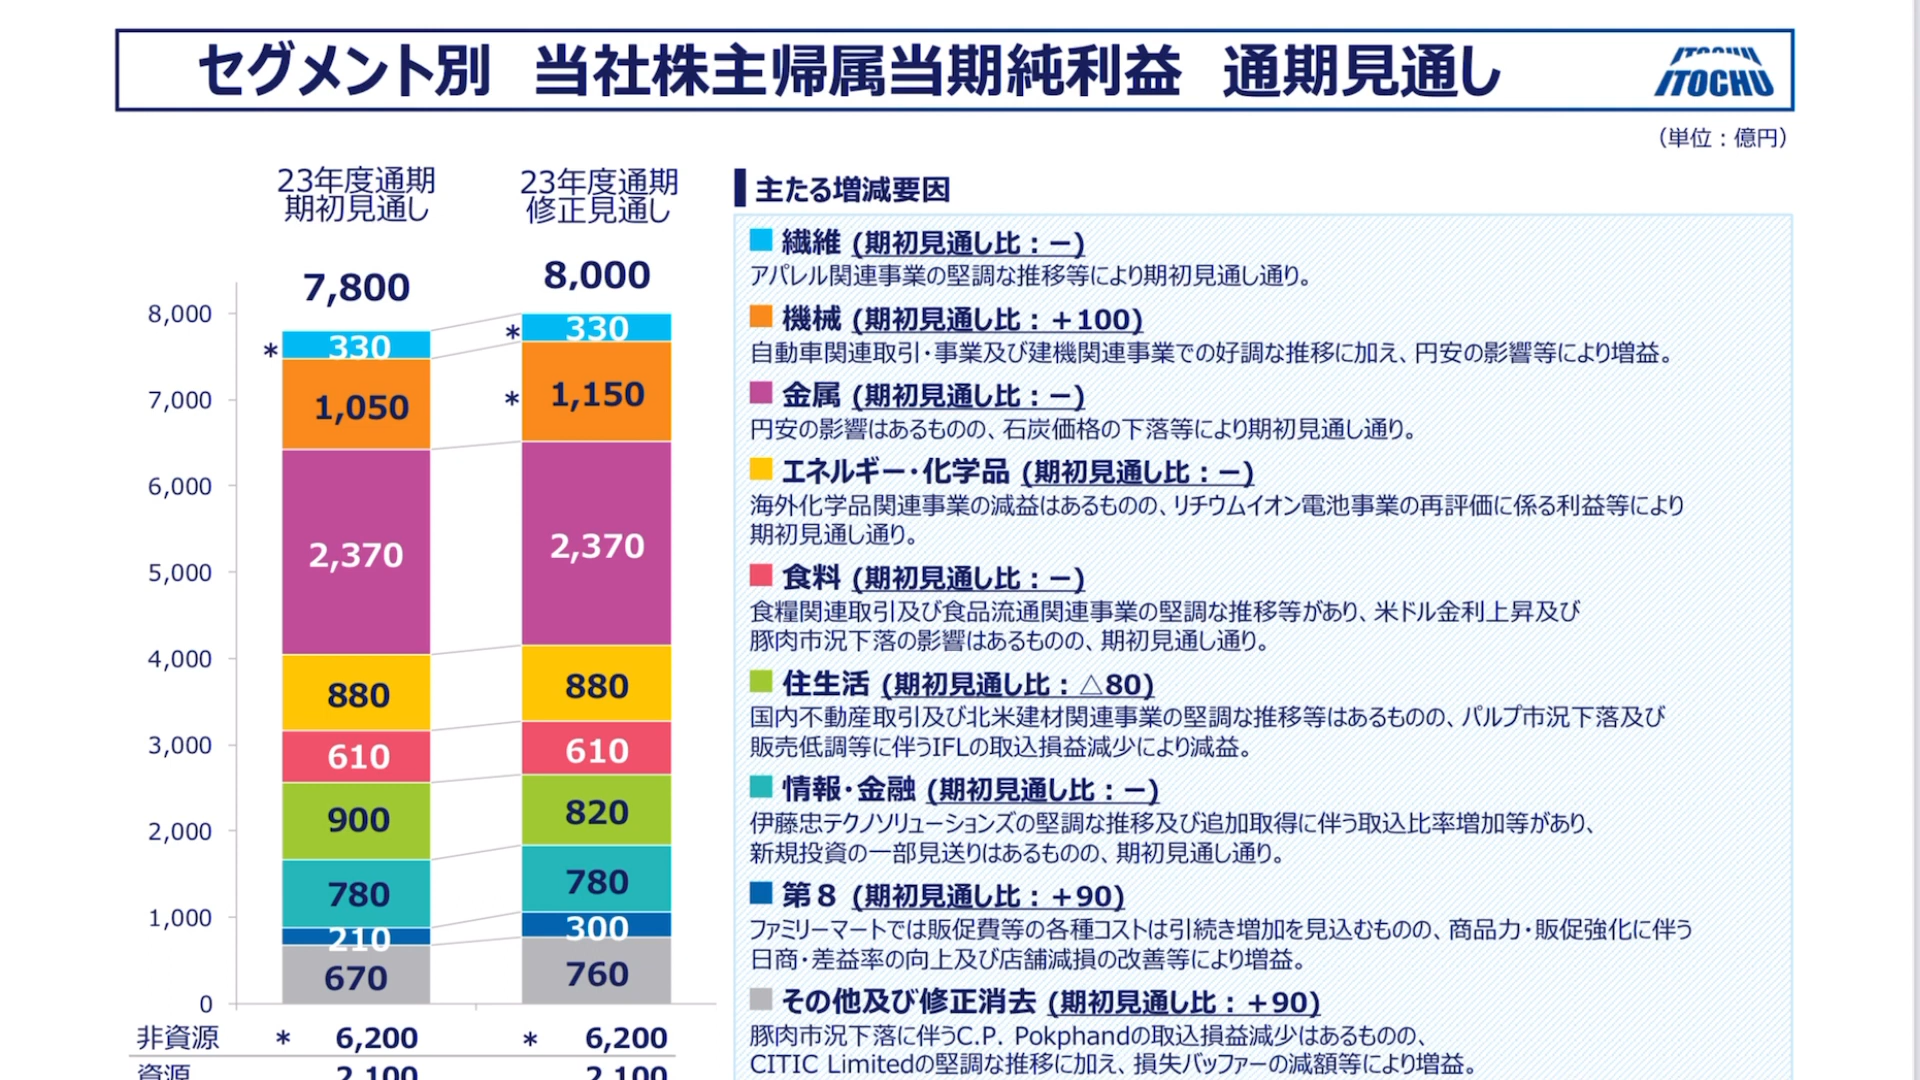 セグメント別 当社株主帰属当期純利益 通期見通し
ITOCHU
（単位：億円）
23年度通期
期初見通し
23年度通期
修正見通し
7,800
8,000
8,000
7,000
6,000
5,000
4,000
3,000
2,000
1,000
0
* 330
1,050
2,370
880
610
900
780
210
670
* 330
* 1,150
2,370
880
610
820
780
300
760
非資源 * 6,200 * 6,200
資源 2,100 2,100
主たる増減要因
繊維 (期初見通し比：－)
アパレル関連事業の堅調な推移等により期初見通し通り。
機械 (期初見通し比：＋100)
自動車関連取引・事業及び建機関連事業での好調な推移に加え、円安の影響等により増益。
金属 (期初見通し比：－)
円安の影響はあるものの、石炭価格の下落等により期初見通し通り。
エネルギー・化学品 (期初見通し比：－)
海外化学品関連事業の減益はあるものの、リチウムイオン電池事業の再評価に係る利益等により
期初見通し通り。
食料 (期初見通し比：－)
食糧関連取引及び食品流通関連事業の堅調な推移等があり、米ドル金利上昇及び
豚肉市況下落の影響はあるものの、期初見通し通り。
住生活 (期初見通し比：△80)
国内不動産取引及び北米建材関連事業の堅調な推移等はあるものの、パルプ市況下落及び
販売低調等に伴うIFLの取込損益減少により減益。
情報・金融 (期初見通し比：－)
伊藤忠テクノソリューションズの堅調な推移及び追加取得に伴う取込比率増加等があり、
新規投資の一部見送りはあるものの、期初見通し通り。
第８ (期初見通し比：＋90)
ファミリーマートでは販促費等の各種コストは引続き増加を見込むものの、商品力・販促強化に伴う
日商・差益率の向上及び店舗減損の改善等により増益。
その他及び修正消去 (期初見通し比：＋90)
豚肉市況下落に伴うC.P. Pokphandの取込損益減少はあるものの、
CITIC Limitedの堅調な推移に加え、損失バッファーの減額等により増益。